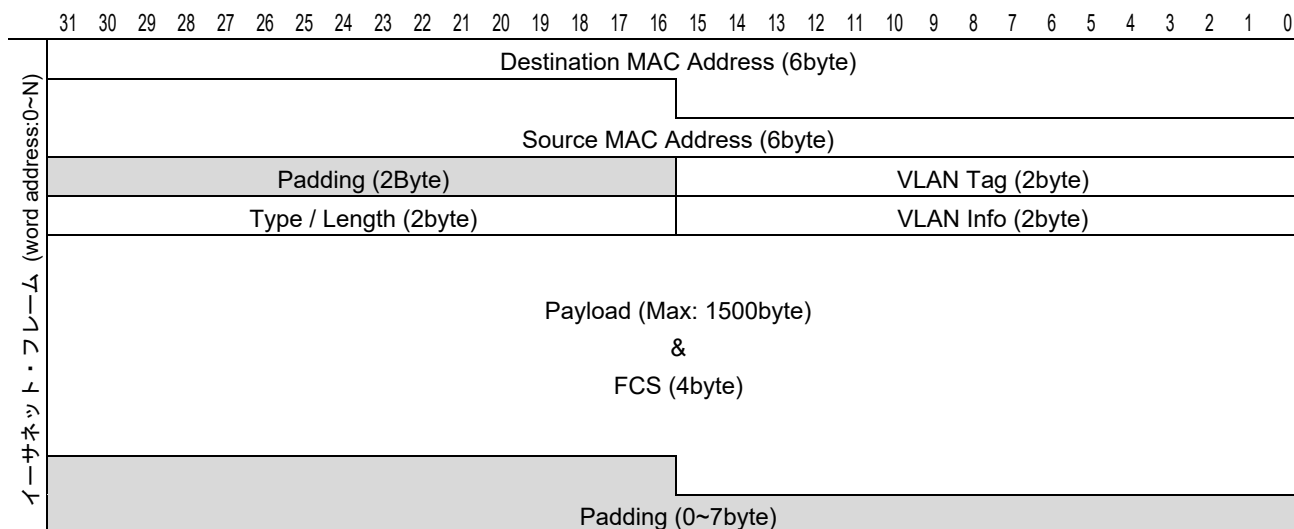 31 30 29 28 27 26 25 24 23 22 21 20 19 18 17 16 15 14 13 12 11 10 9 8 7 6 5 4 3 2 1 0
イーサネット・フレーム (word address:0~N)
Destination MAC Address (6byte)
Source MAC Address (6byte)
Padding (2Byte) VLAN Tag (2byte)
Type / Length (2byte) VLAN Info (2byte)
Payload (Max: 1500byte)
&
FCS (4byte)
Padding (0~7byte)